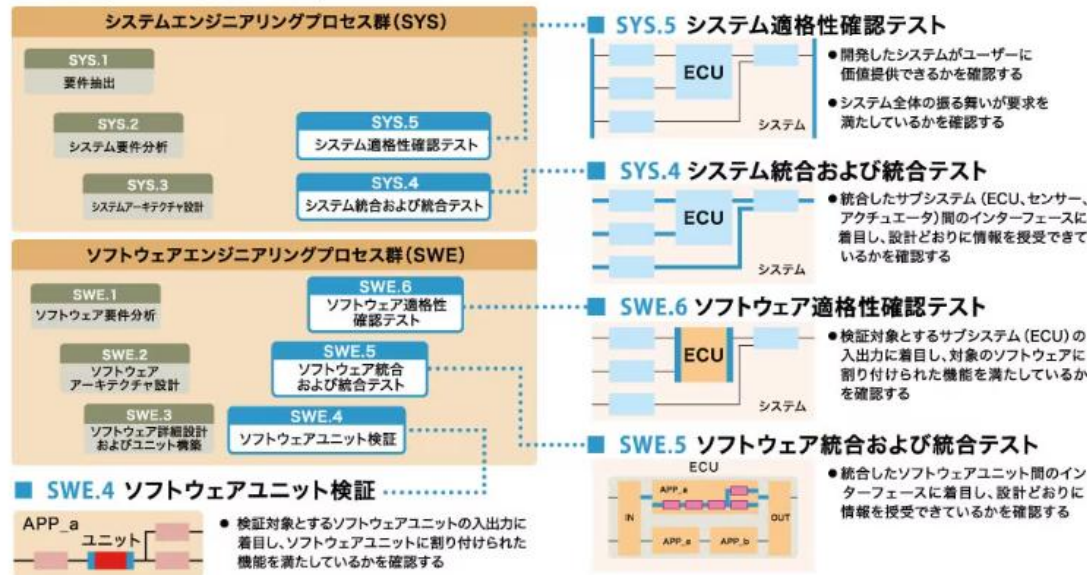 システムエンジニアリングプロセス群(SYS)
SYS.1
要件抽出
SYS.2
システム要件分析
SYS.3
システムアーキテクチャ設計
SYS.5
システム適格性確認テスト
SYS.4
システム統合および統合テスト
ソフトウェアエンジニアリングプロセス群(SWE)
SWE.1
ソフトウェア要件分析
SWE.2
ソフトウェア
アーキテクチャ設計
SWE.3
ソフトウェア詳細設計
およびユニット構築
SWE.6
ソフトウェア適格性
確認テスト
SWE.5
ソフトウェア統合
および統合テスト
SWE.4
ソフトウェアユニット検証
■ SWE.4 ソフトウェアユニット検証
APP_a
ユニット
● 検証対象とするソフトウェアユニットの入出力に
着目し、ソフトウェアユニットに割り付けられた
機能を満たしているかを確認する
■ SYS.5 システム適格性確認テスト
ECU
システム
● 開発したシステムがユーザーに
価値提供できるかを確認する
● システム全体の振る舞いが要求を
満たしているかを確認する
■ SYS.4 システム統合および統合テスト
ECU
システム
● 統合したサブシステム(ECU、センサー、
アクチュエータ)間のインターフェースに
着目し、設計どおりに情報を授受できて
いるかを確認する
■ SWE.6 ソフトウェア適格性確認テスト
ECU
システム
● 検証対象とするサブシステム(ECU)の
入出力に着目し、対象のソフトウェアに
割り付けられた機能を満たしているか
を確認する
■ SWE.5 ソフトウェア統合および統合テスト
ECU
APP_a
IN
OUT
APP_a
APP_b
● 統合したソフトウェアユニット間のイン
ターフェースに着目し、設計どおりに
情報を授受できているかを確認する